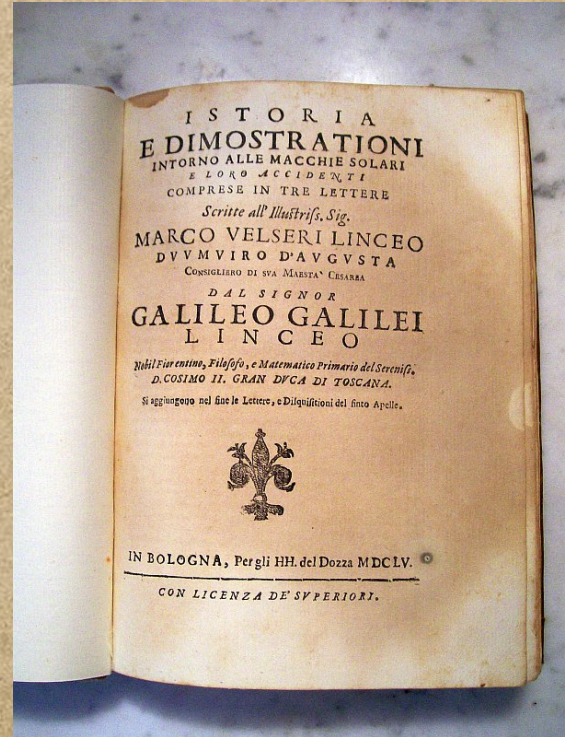 ISTORIA
E DIMOSTRATIONI
INTORNO ALLE MACCHIE SOLARI
E LORO ACCIDENTI
COMPRESE IN TRE LETTERE
Scritte all' Illustriſs. Sig.
MARCO VELSERI LINCEO
DVVMVIRO D'AVGVSTA
CONSIGLIERO DI SVA MAESTA' CESAREA
DAL SIGNOR
GALILEO GALILEI
LINCEO
Nobil Fiorentino, Filoſofo, e Matematico Primario del Sereniſs.
D. COSIMO II. GRAN DVCA DI TOSCANA.
Si aggiungono nel fine le Lettere, e Diſquiſitioni del finto Apelle.
IN BOLOGNA, Per gli HH. del Dozza MDCLV.
CON LICENZA DE' SVPERIORI.